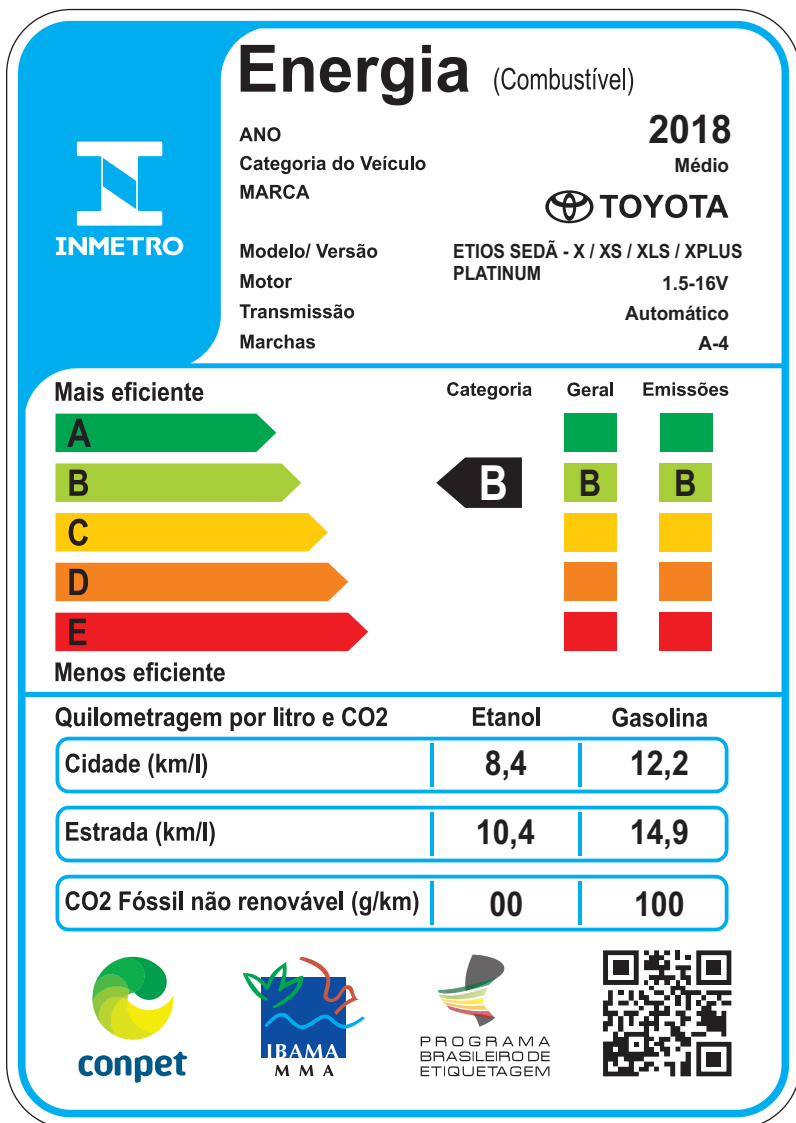 Energia (Combustível)
ANO 2018
Categoria do Veículo Médio
MARCA TOYOTA
INMETRO
Modelo/ Versão ETIOS SEDÃ - X / XS / XLS / XPLUS
PLATINUM
Motor 1.5-16V
Transmissão Automático
Marchas A-4
Mais eficiente Categoria Geral Emissões
A
B B B B
C
D
E
Menos eficiente
Quilometragem por litro e CO2 Etanol Gasolina
Cidade (km/l) 8,4 12,2
Estrada (km/l) 10,4 14,9
CO2 Fóssil não renovável (g/km) 00 100
conpet
IBAMA
M M A
PROGRAMA
BRASILEIRO DE
ETIQUETAGEM